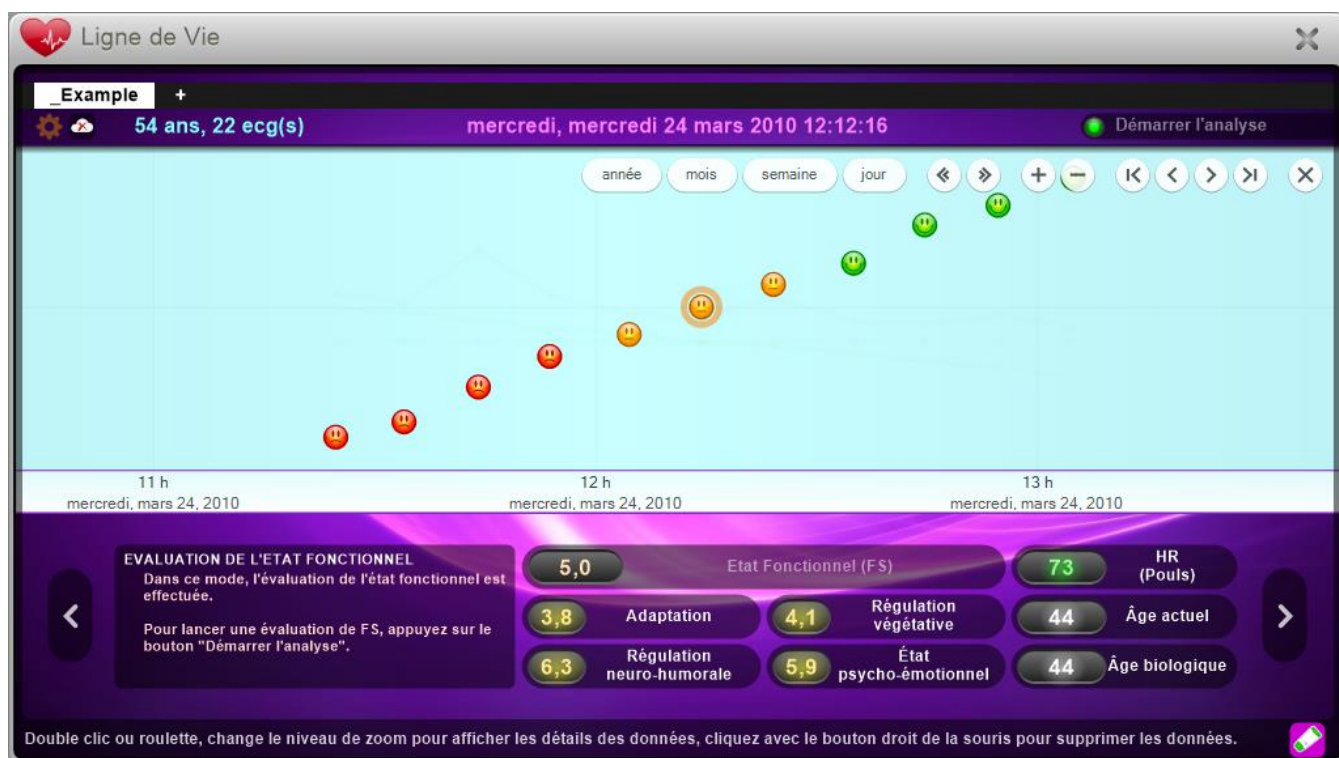 Ligne de Vie
_Example +
54 ans, 22 ecg(s) mercredi, mercredi 24 mars 2010 12:12:16 Démarrer l'analyse
année mois semaine jour
11 h 12 h 13 h
mercredi, mars 24, 2010 mercredi, mars 24, 2010 mercredi, mars 24, 2010
EVALUATION DE L'ETAT FONCTIONNEL
Dans ce mode, l'évaluation de l'état fonctionnel est
effectuée.
Pour lancer une évaluation de FS, appuyez sur le
bouton "Démarrer l'analyse".
5,0 Etat Fonctionnel (FS)
73 HR
(Pouls)
3,8 Adaptation
4,1 Régulation
végétative
44 Âge actuel
6,3 Régulation
neuro-humorale
5,9 État
psycho-émotionnel
44 Âge biologique
Double clic ou roulette, change le niveau de zoom pour afficher les détails des données, cliquez avec le bouton droit de la souris pour supprimer les données.